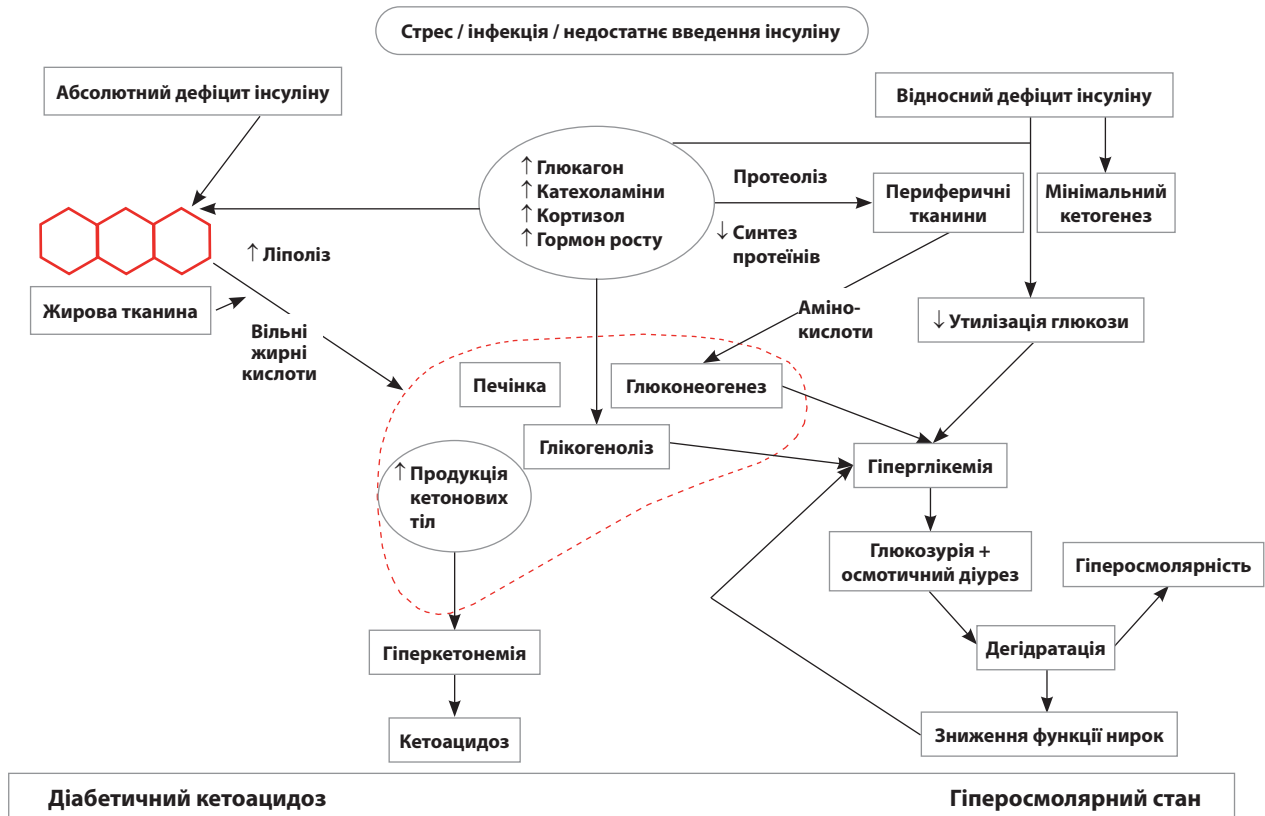 Стрес / інфекція / недостатнє введення інсуліну
Абсолютний дефіцит інсуліну
Відносний дефіцит інсуліну
↑ Глюкагон
↑ Катехоламіни
↑ Кортизол
↑ Гормон росту
Протеоліз
↓ Синтез
протеїнів
Периферичні
тканини
Мінімальний
кетогенез
↑ Ліполіз
Жирова тканина
Вільні
жирні
кислоти
Аміно-
кислоти
↓ Утилізація глюкози
Печінка
Глюконеогенез
Глікогеноліз
↑ Продукція
кетонових
тіл
Гіперглікемія
Глюкозурія +
осмотичний діурез
Гіперосмолярність
Гіперкетонемія
Дегідратація
Кетоацидоз
Зниження функції нирок
Діабетичний кетоацидоз
Гіперосмолярний стан